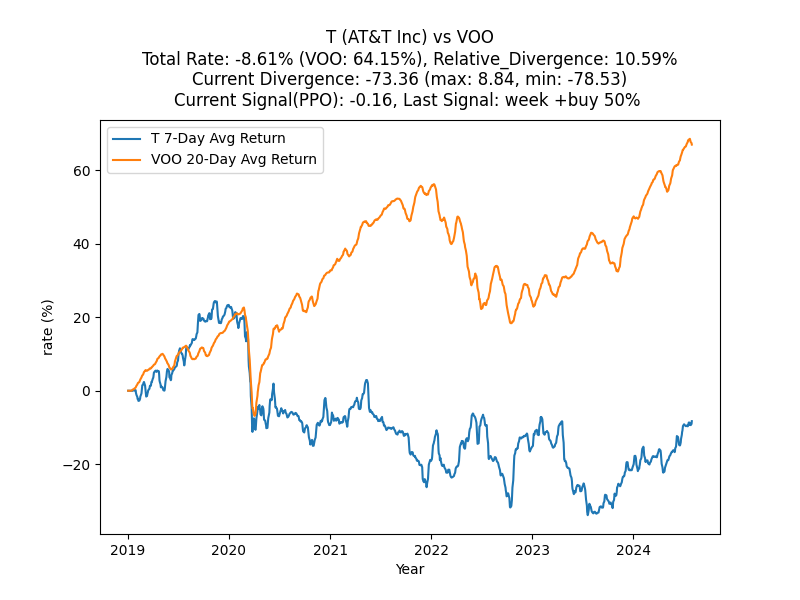 T (AT&T Inc) vs VOO
Total Rate: -8.61% (VOO: 64.15%), Relative_Divergence: 10.59%
Current Divergence: -73.36 (max: 8.84, min: -78.53)
Current Signal(PPO): -0.16, Last Signal: week +buy 50%
T 7-Day Avg Return
VOO 20-Day Avg Return
rate (%)
60
40
20
0
−20
2019 2020 2021 2022 2023 2024
Year